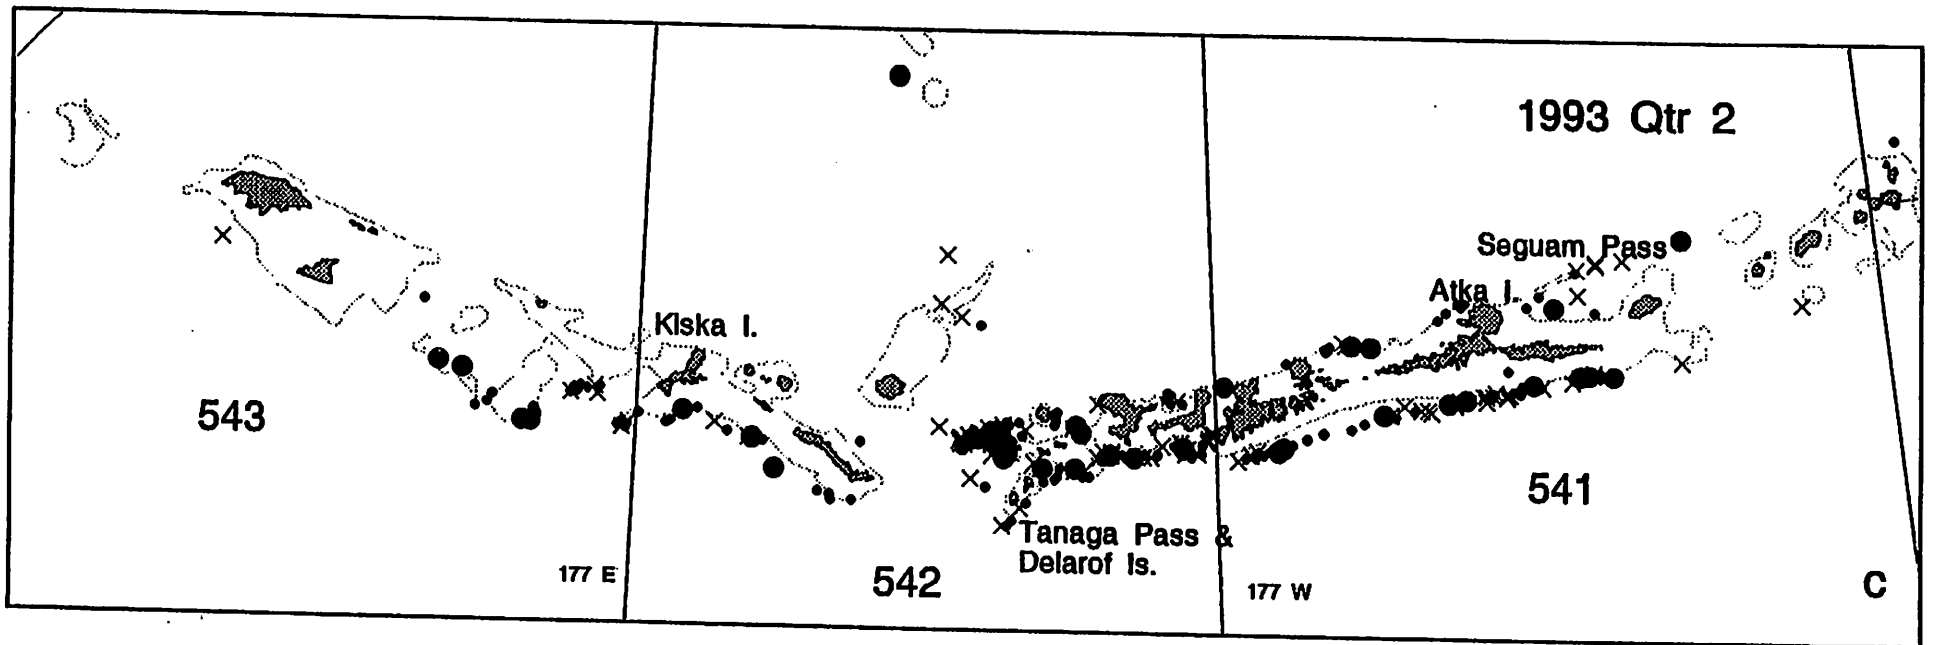 1993 Qtr 2
Seguam Pass
Atka I.
Kiska I.
543
541
Tanaga Pass &
Delarof Is.
177 E
542
177 W
C